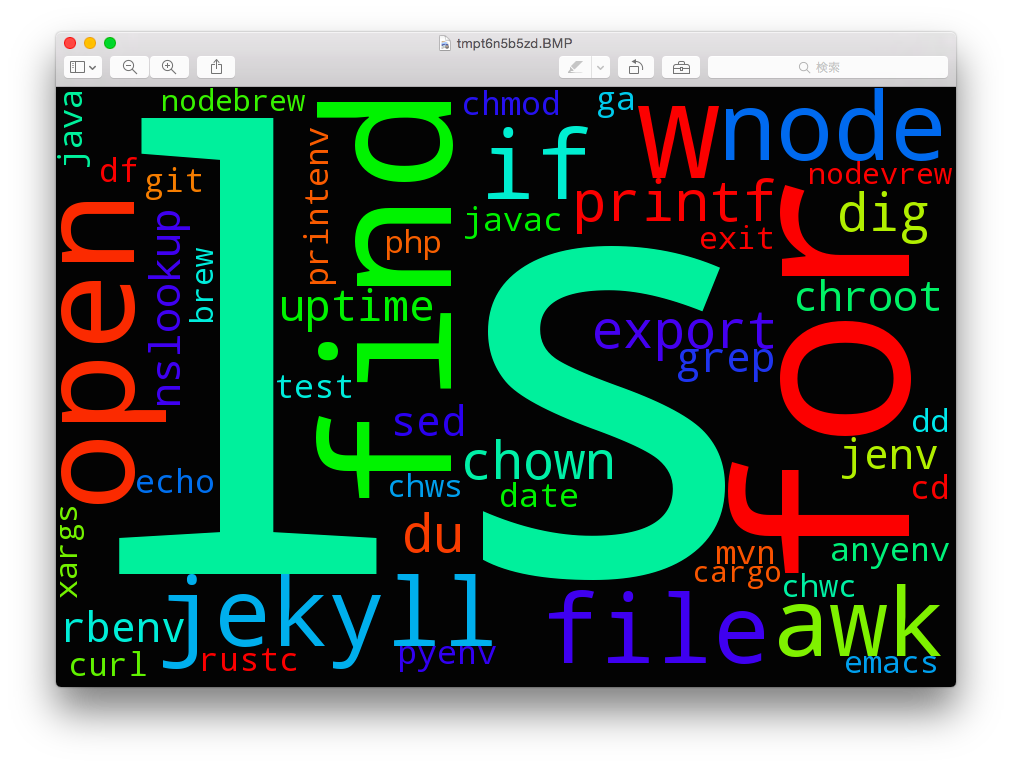 tmpt6n5b5zd.BMP
検索
java
nodebrew
find
chmod
ga
w
node
df
git
printenv
if
printf
nodevrew
open
nslookup
ls
php
javac
exit
for
dig
brew
uptime
export
grep
chroot
test
sed
chown
dd
jenv
echo
chws
date
cd
xargs
du
mvn
cargo
anyenv
chwc
jekyll
file
awk
rbenv
curl
rustc
pyenv
emacs